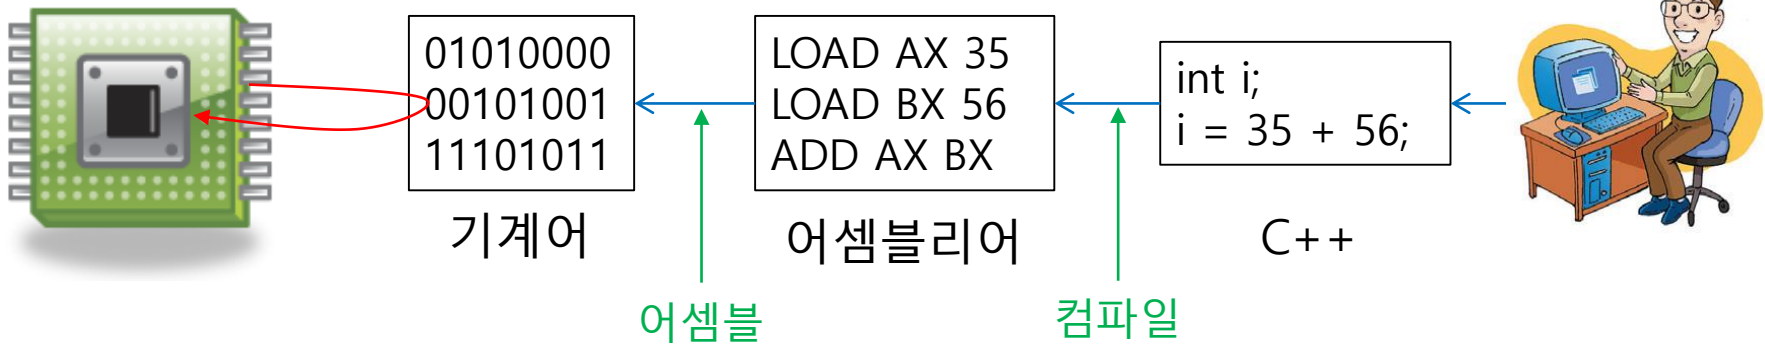 01010000
00101001
11101011
기계어
LOAD AX 35
LOAD BX 56
ADD AX BX
어셈블리어
int i;
i = 35 + 56;
C++
어셈블
컴파일